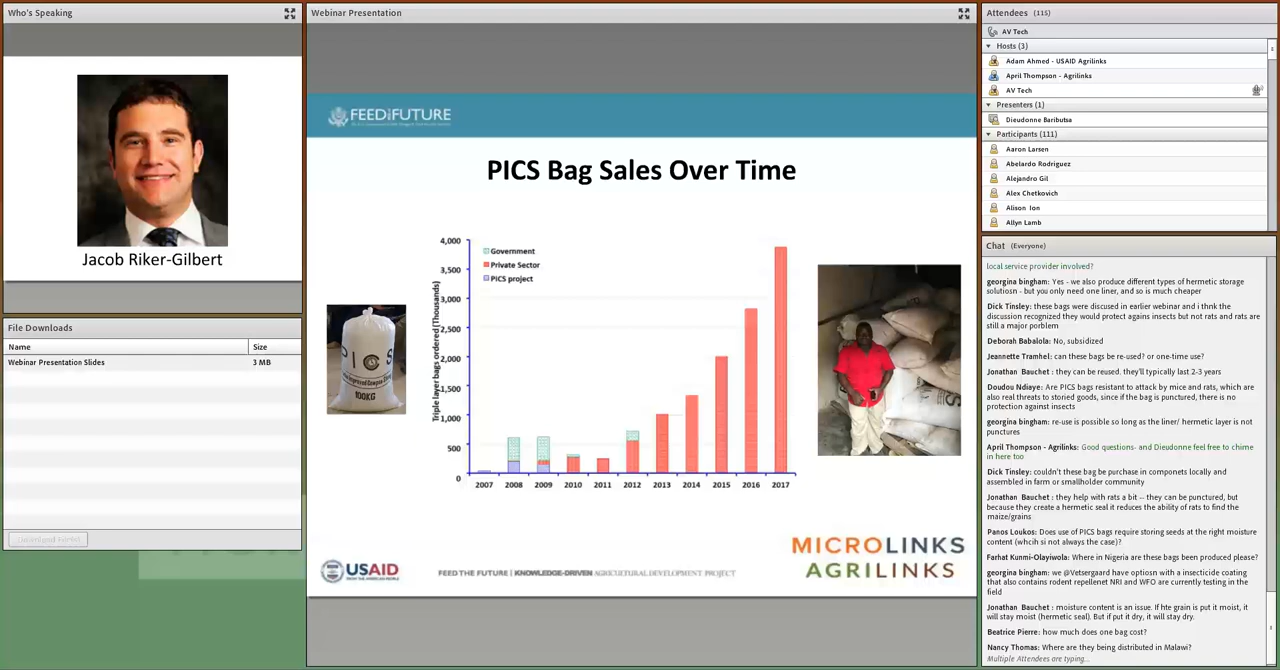 Who's Speaking
Jacob Riker-Gilbert
File Downloads
Name
Size
Webinar Presentation Slides
3 MB
Webinar Presentation
FEED THE FUTURE
PICS Bag Sales Over Time
Triple layer bags ordered (Thousands)
4,000
3,500
3,000
2,500
2,000
1,500
1,000
500
0
Government
Private Sector
PICS project
2007 2008 2009 2010 2011 2012 2013 2014 2015 2016 2017
PICS
100KG
USAID
FROM THE AMERICAN PEOPLE
FEED THE FUTURE | KNOWLEDGE-DRIVEN AGRICULTURAL DEVELOPMENT PROJECT
MICROLINKS
AGRILINKS
Attendees (115)
AV Tech
Hosts (3)
Adam Ahmed - USAID Agrilinks
April Thompson - Agrilinks
AV Tech
Presenters (1)
Dieudonne Baributsa
Participants (111)
Aaron Larsen
Abelardo Rodriguez
Alejandro Gil
Alex Chetkovich
Alison Ion
Allyn Lamb
Chat (Everyone)
local service provider involved?
georgina bingham: Yes - we also produce different types of hermetic storage
solutiosn - but you only need one liner, and so is much cheaper
Dick Tinsley: these bags were discused in earlier webinar and i thnk the
discussion recognized they would protect agains insects but not rats and rats are
still a major porblem
Deborah Babalola: No, subsidized
Jeannette Tramhel: can these bags be re-used? or one-time use?
Jonathan Bauchet : they can be reused. they'll typically last 2-3 years
Doudou Ndiaye: Are PICS bags resistant to attack by mice and rats, which are
also real threats to storied goods, since if the bag is punctured, there is no
protection against insects
georgina bingham: re-use is possible so long as the liner/ hermetic layer is not
punctures
April Thompson - Agrilinks: Good questions- and Dieudonne feel free to chime
in here too
Dick Tinsley: couldn't these bag be purchase in componets locally and
assembled in farm or smallholder community
Jonathan Bauchet : they help with rats a bit -- they can be punctured, but
because they create a hermetic seal it reduces the ability of rats to find the
maize/grains
Panos Loukos: Does use of PICS bags require storing seeds at the right moisture
content (whcih si not always the case)?
Farhat Kunmi-Olayiwola: Where in Nigeria are these bags been produced please?
georgina bingham: we @Vetsergaard have optiosn with a insecticide coating
that also contains rodent repellenet NRI and WFO are currently testing in the
field
Jonathan Bauchet : moisture content is an issue. If hte grain is put it moist, it
will stay moist (hermetic seal). But if put it dry, it will stay dry.
Beatrice Pierre: how much does one bag cost?
Nancy Thomas: Where are they being distributed in Malawi?
Multiple Attendees are typing...